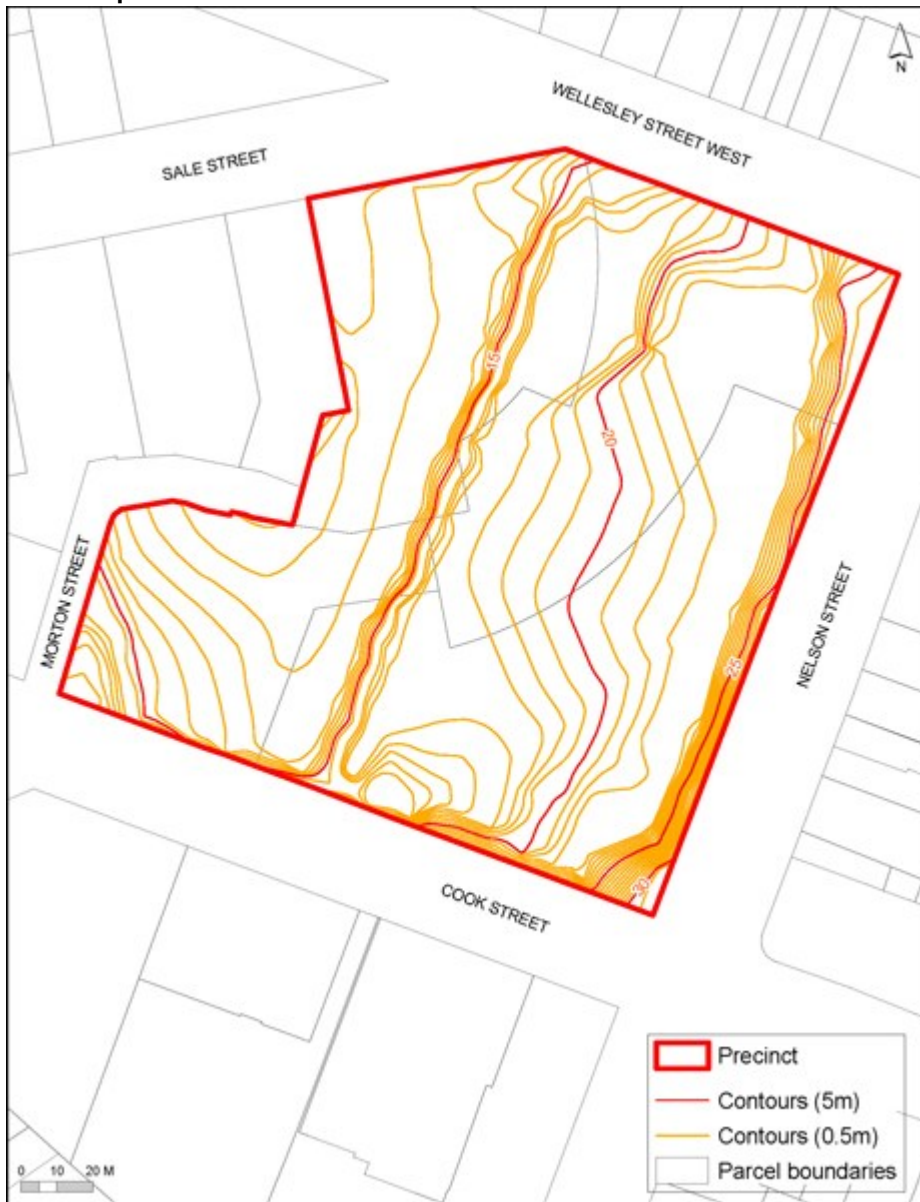 N
WELLESLEY STREET WEST
SALE STREET
15
20
MORTON STREET
NELSON STREET
25
30
COOK STREET
Precinct
Contours (5m)
Contours (0.5m)
Parcel boundaries
0 10 20 M